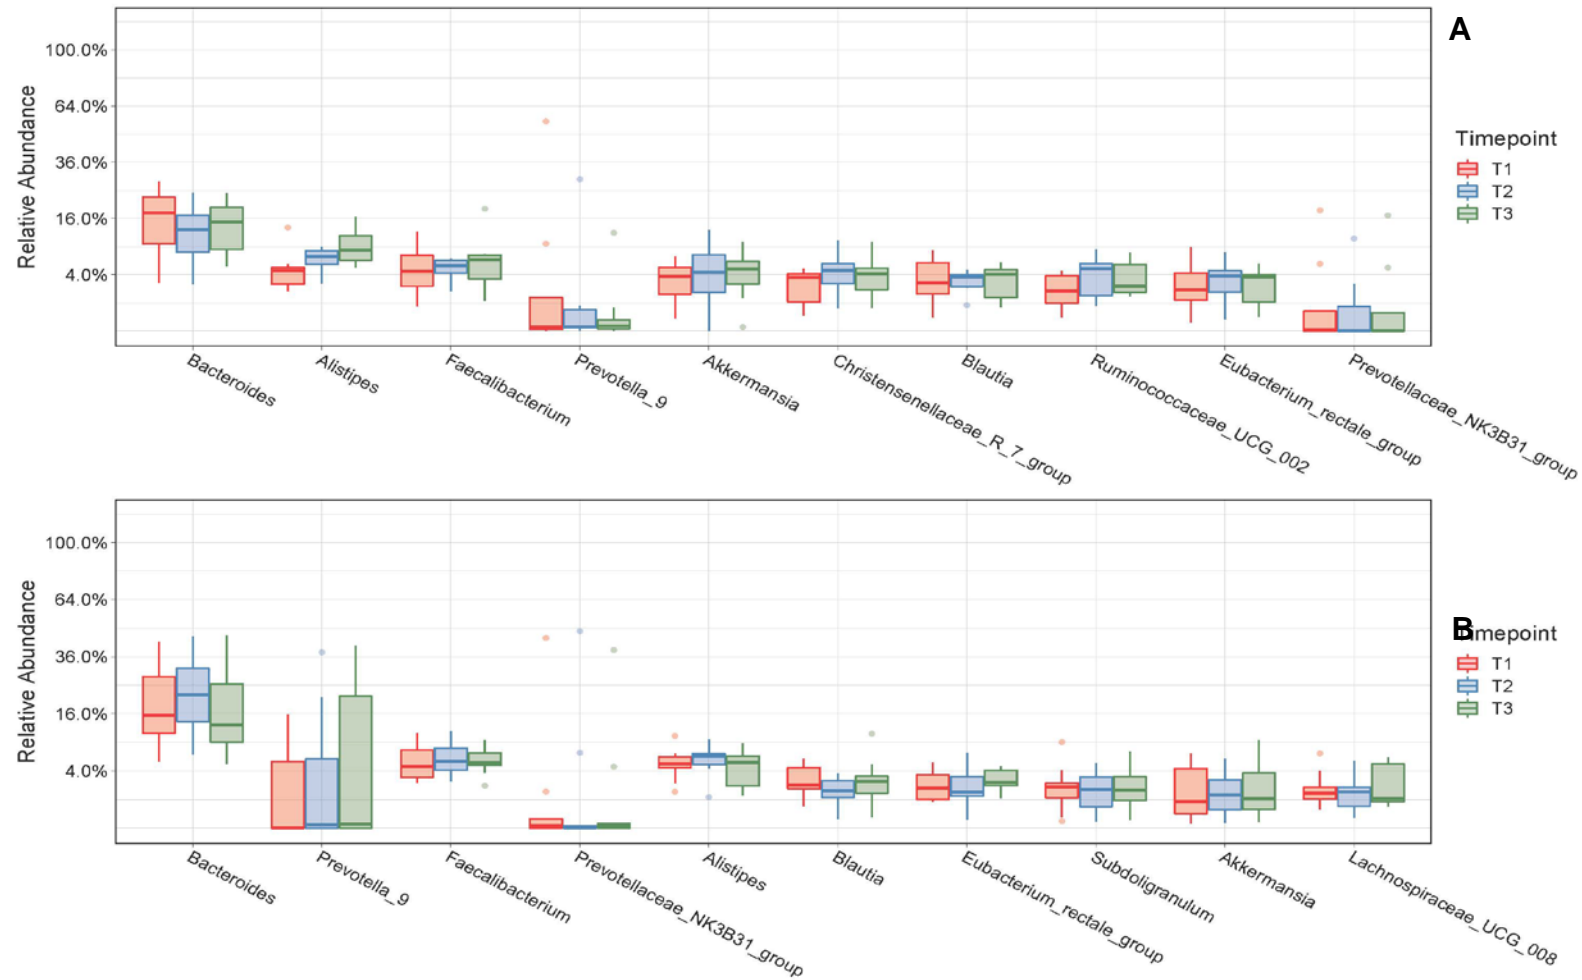 A
Relative Abundance
100.0%
64.0%
36.0%
16.0%
4.0%
Timepoint
T1
T2
T3
Bacteroides
Alistipes
Faecalibacterium
Prevotella_9
Akkermansia
Christensenellaceae_R_7_group
Blautia
Ruminococcaceae_UCG_002
Eubacterium_rectale_group
Prevotellaceae_NK3B31_group
B
Relative Abundance
100.0%
64.0%
36.0%
16.0%
4.0%
Timepoint
T1
T2
T3
Bacteroides
Prevotella_9
Faecalibacterium
Prevotellaceae_NK3B31_group
Alistipes
Blautia
Eubacterium_rectale_group
Subdoligranulum
Akkermansia
Lachnospiraceae_UCG_008